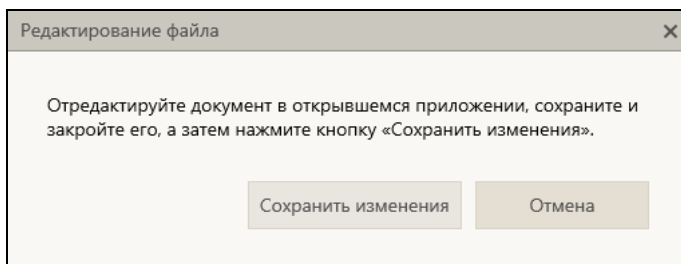 Редактирование файла
Отредактируйте документ в открывшемся приложении, сохраните и
закройте его, а затем нажмите кнопку «Сохранить изменения».
Сохранить изменения Отмена